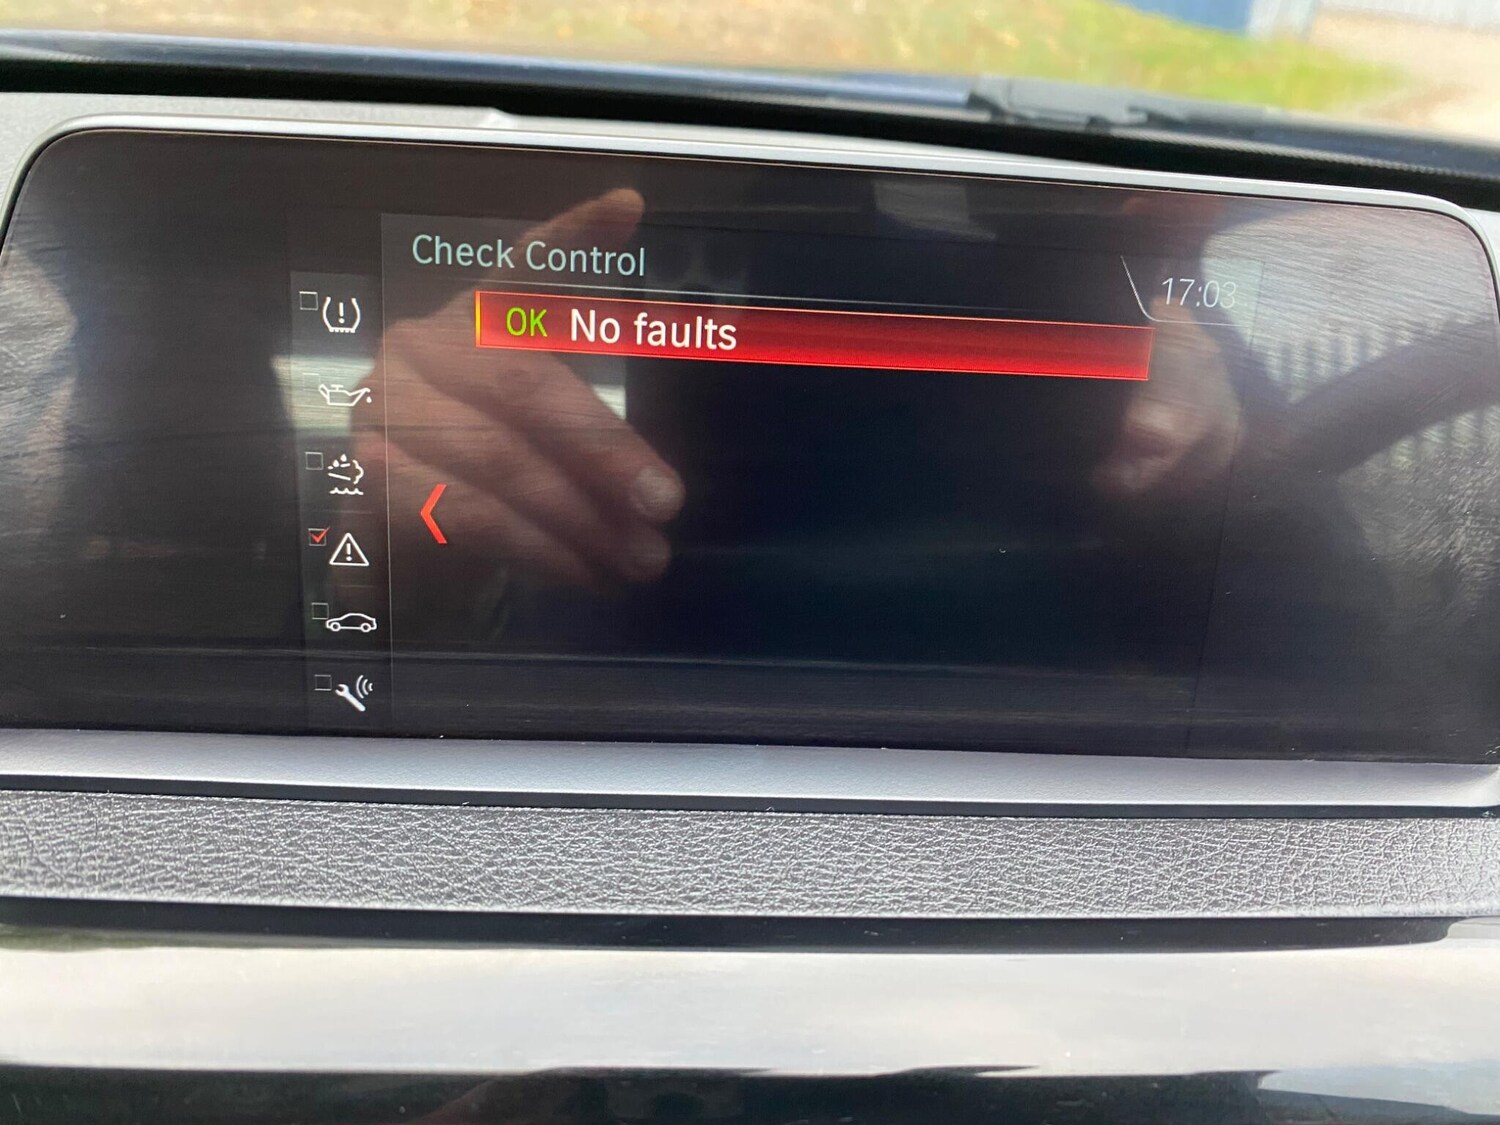 Check Control
17:03
OK No faults